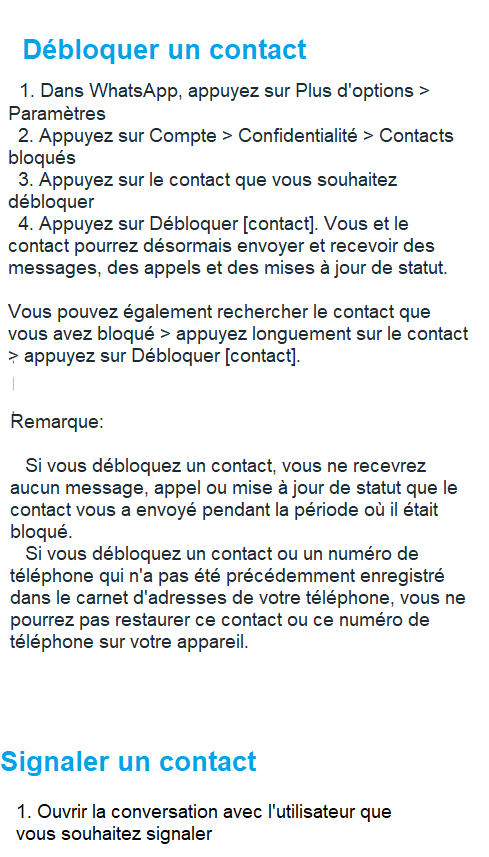 Débloquer un contact
1. Dans WhatsApp, appuyez sur Plus d'options >
Paramètres
2. Appuyez sur Compte > Confidentialité > Contacts
bloqués
3. Appuyez sur le contact que vous souhaitez
débloquer
4. Appuyez sur Débloquer [contact]. Vous et le
contact pourrez désormais envoyer et recevoir des
messages, des appels et des mises à jour de statut.
Vous pouvez également rechercher le contact que
vous avez bloqué > appuyez longuement sur le contact
> appuyez sur Débloquer [contact].
Remarque:
Si vous débloquez un contact, vous ne recevrez
aucun message, appel ou mise à jour de statut que le
contact vous a envoyé pendant la période où il était
bloqué.
Si vous débloquez un contact ou un numéro de
téléphone qui n'a pas été précédemment enregistré
dans le carnet d'adresses de votre téléphone, vous ne
pourrez pas restaurer ce contact ou ce numéro de
téléphone sur votre appareil.
Signaler un contact
1. Ouvrir la conversation avec l'utilisateur que
vous souhaitez signaler